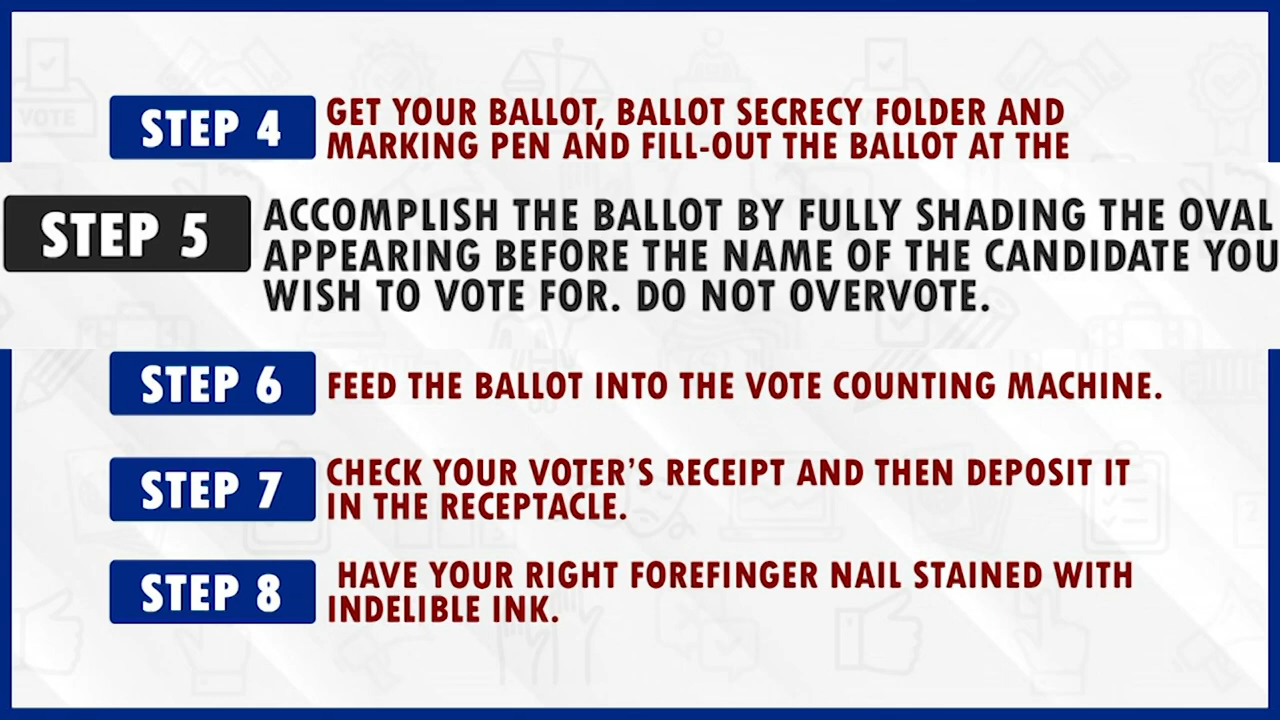 VOTE
STEP 4
GET YOUR BALLOT, BALLOT SECRECY FOLDER AND
MARKING PEN AND FILL-OUT THE BALLOT AT THE
STEP 5
ACCOMPLISH THE BALLOT BY FULLY SHADING THE OVAL
APPEARING BEFORE THE NAME OF THE CANDIDATE YOU
WISH TO VOTE FOR. DO NOT OVERVOTE.
STEP 6
FEED THE BALLOT INTO THE VOTE COUNTING MACHINE.
STEP 7
CHECK YOUR VOTER’S RECEIPT AND THEN DEPOSIT IT
IN THE RECEPTACLE.
STEP 8
HAVE YOUR RIGHT FOREFINGER NAIL STAINED WITH
INDELIBLE INK.